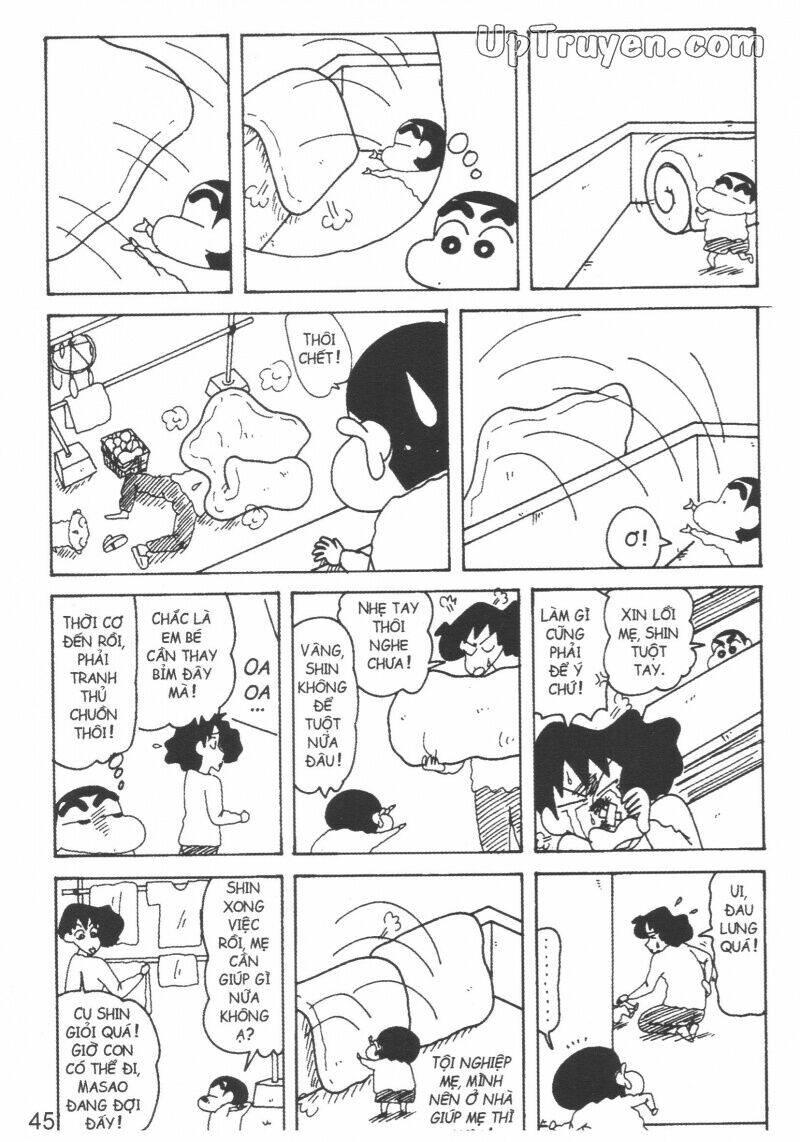 UpTruyen.com
Ơ!
THÔI
CHẾT!
XIN LỖI
MẸ, SHIN
TUỘT
TAY.
LÀM GÌ
CŨNG
PHẢI
ĐỂ Ý
CHỨ!
NHẸ TAY
THÔI
NGHE
CHƯA!
VÂNG,
SHIN
KHÔNG
ĐỂ
TUỘT
NỮA
ĐÂU!
OA
OA
...
CHẮC LÀ
EM BÉ
CẦN THAY
BỈM ĐÂY
MÀ!
THỜI CƠ
ĐẾN RỒI,
PHẢI
TRANH
THỦ
CHUỒN
THÔI!
UI,
ĐAU
LƯNG
QUÁ!
........
TỘI NGHIỆP
MẸ, MÌNH
NÊN Ở NHÀ
GIÚP MẸ THÌ
SHIN
XONG
VIỆC
RỒI, MẸ
CẦN
GIÚP GÌ
NỮA
KHÔNG
Ạ?
CỤ SHIN
GIỎI QUÁ!
GIỜ CON
CÓ THỂ ĐI,
MASAO
ĐANG ĐỢI
ĐẤY!
45